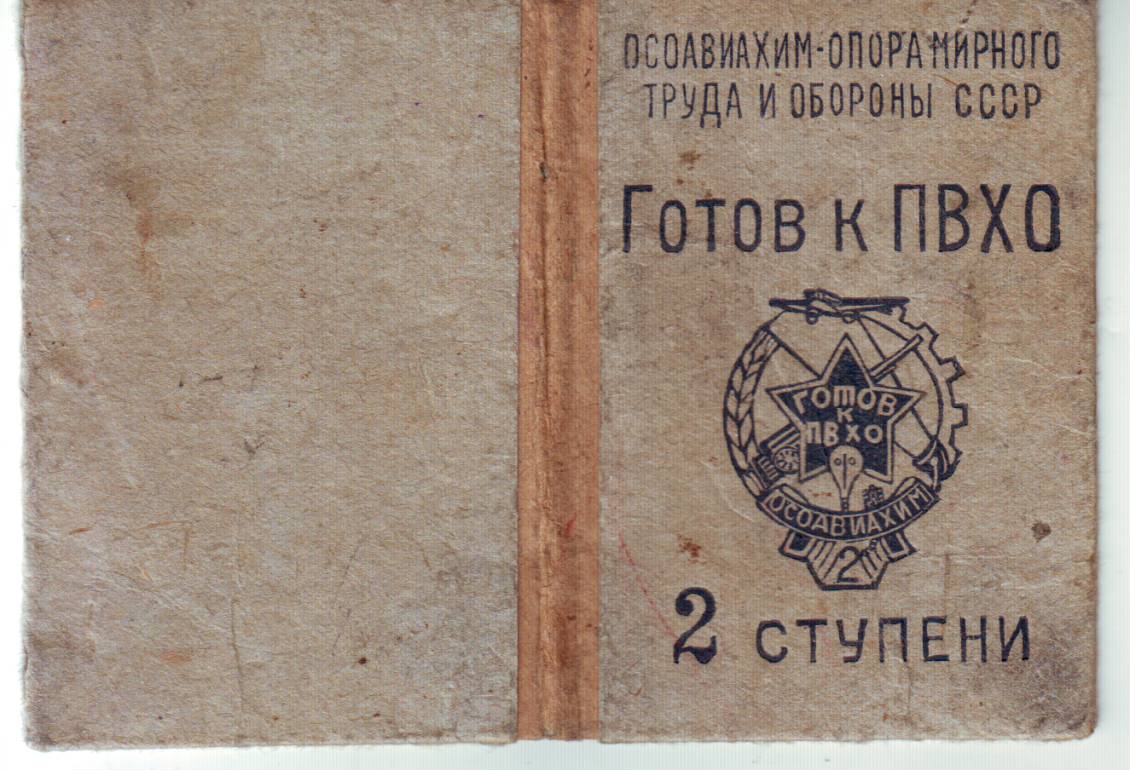 ОСОАВИАХИМ-ОПОРА МИРНОГО
ТРУДА И ОБОРОНЫ СССР
ГОТОВ К ПВХО
ГОТОВ
К
ПВХО
ОСОАВИАХИМ
2
2 СТУПЕНИ